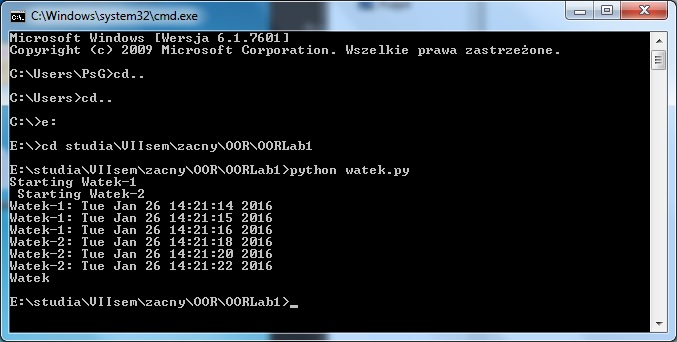 C:\Windows\system32\cmd.exe
Microsoft Windows [Wersja 6.1.7601]
Copyright (c) 2009 Microsoft Corporation. Wszelkie prawa zastrzeżone.
C:\Users\PsG>cd..
C:\Users>cd..
C:\>e:
E:\>cd studia\VIIsem\zacny\OOR\OORLab1
E:\studia\VIIsem\zacny\OOR\OORLab1>python watek.py
Starting Watek-1
Starting Watek-2
Watek-1: Tue Jan 26 14:21:14 2016
Watek-1: Tue Jan 26 14:21:15 2016
Watek-1: Tue Jan 26 14:21:16 2016
Watek-2: Tue Jan 26 14:21:18 2016
Watek-2: Tue Jan 26 14:21:20 2016
Watek-2: Tue Jan 26 14:21:22 2016
Watek
E:\studia\VIIsem\zacny\OOR\OORLab1>_